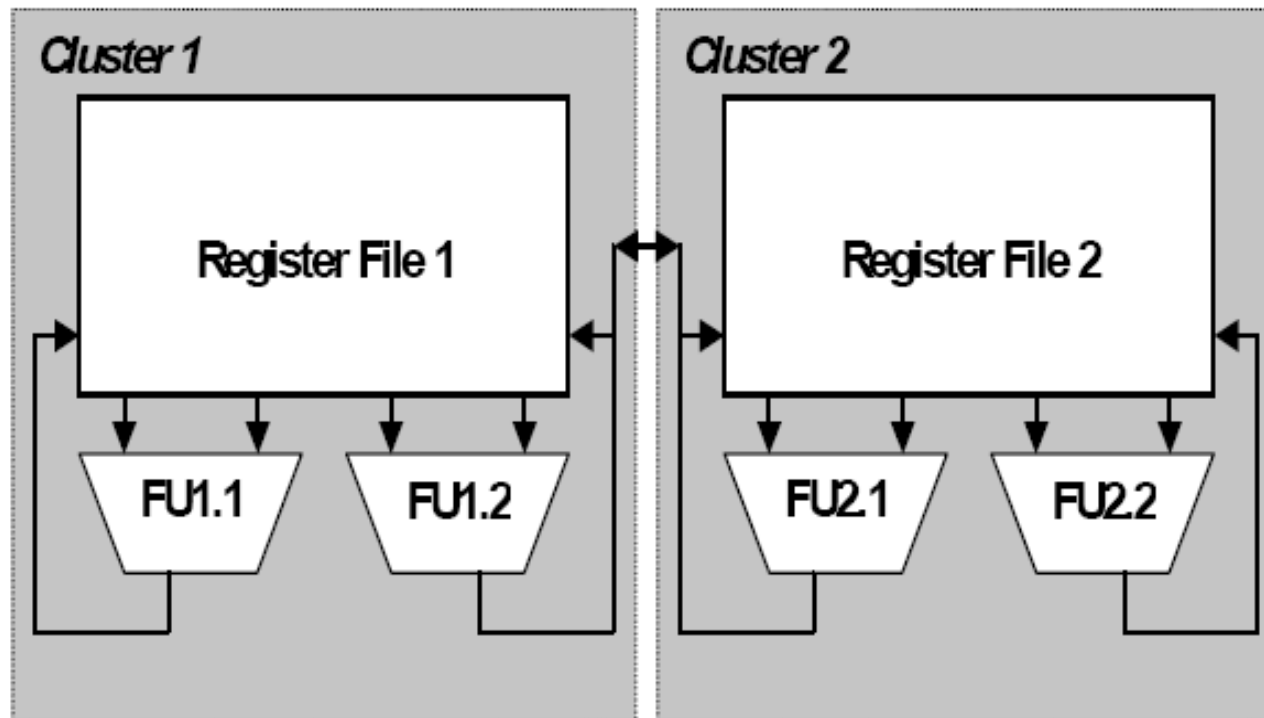 Cluster 1
Cluster 2
Register File 1
Register File 2
FU1.1
FU1.2
FU2.1
FU2.2